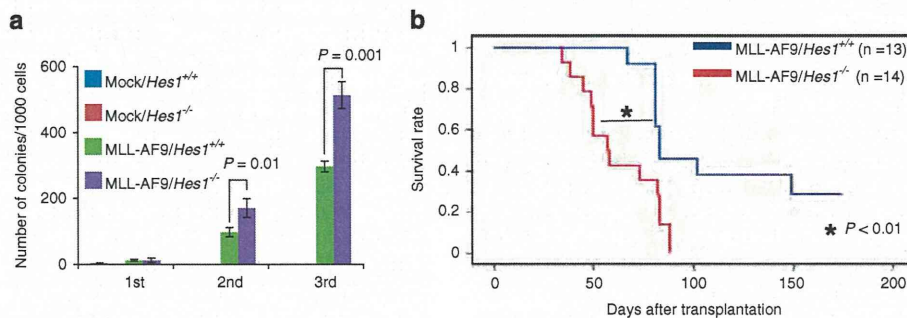 a
Number of colonies/1000 cells
600
400
200
0
Mock/Hes1+/+
Mock/Hes1-/-
MLL-AF9/Hes1+/+
MLL-AF9/Hes1-/-
P = 0.01
P = 0.001
1st
2nd
3rd
b
Survival rate
1
0.8
0.6
0.4
0.2
0
MLL-AF9/Hes1+/+ (n =13)
MLL-AF9/Hes1-/- (n =14)
*
* P < 0.01
0
50
100
150
200
Days after transplantation